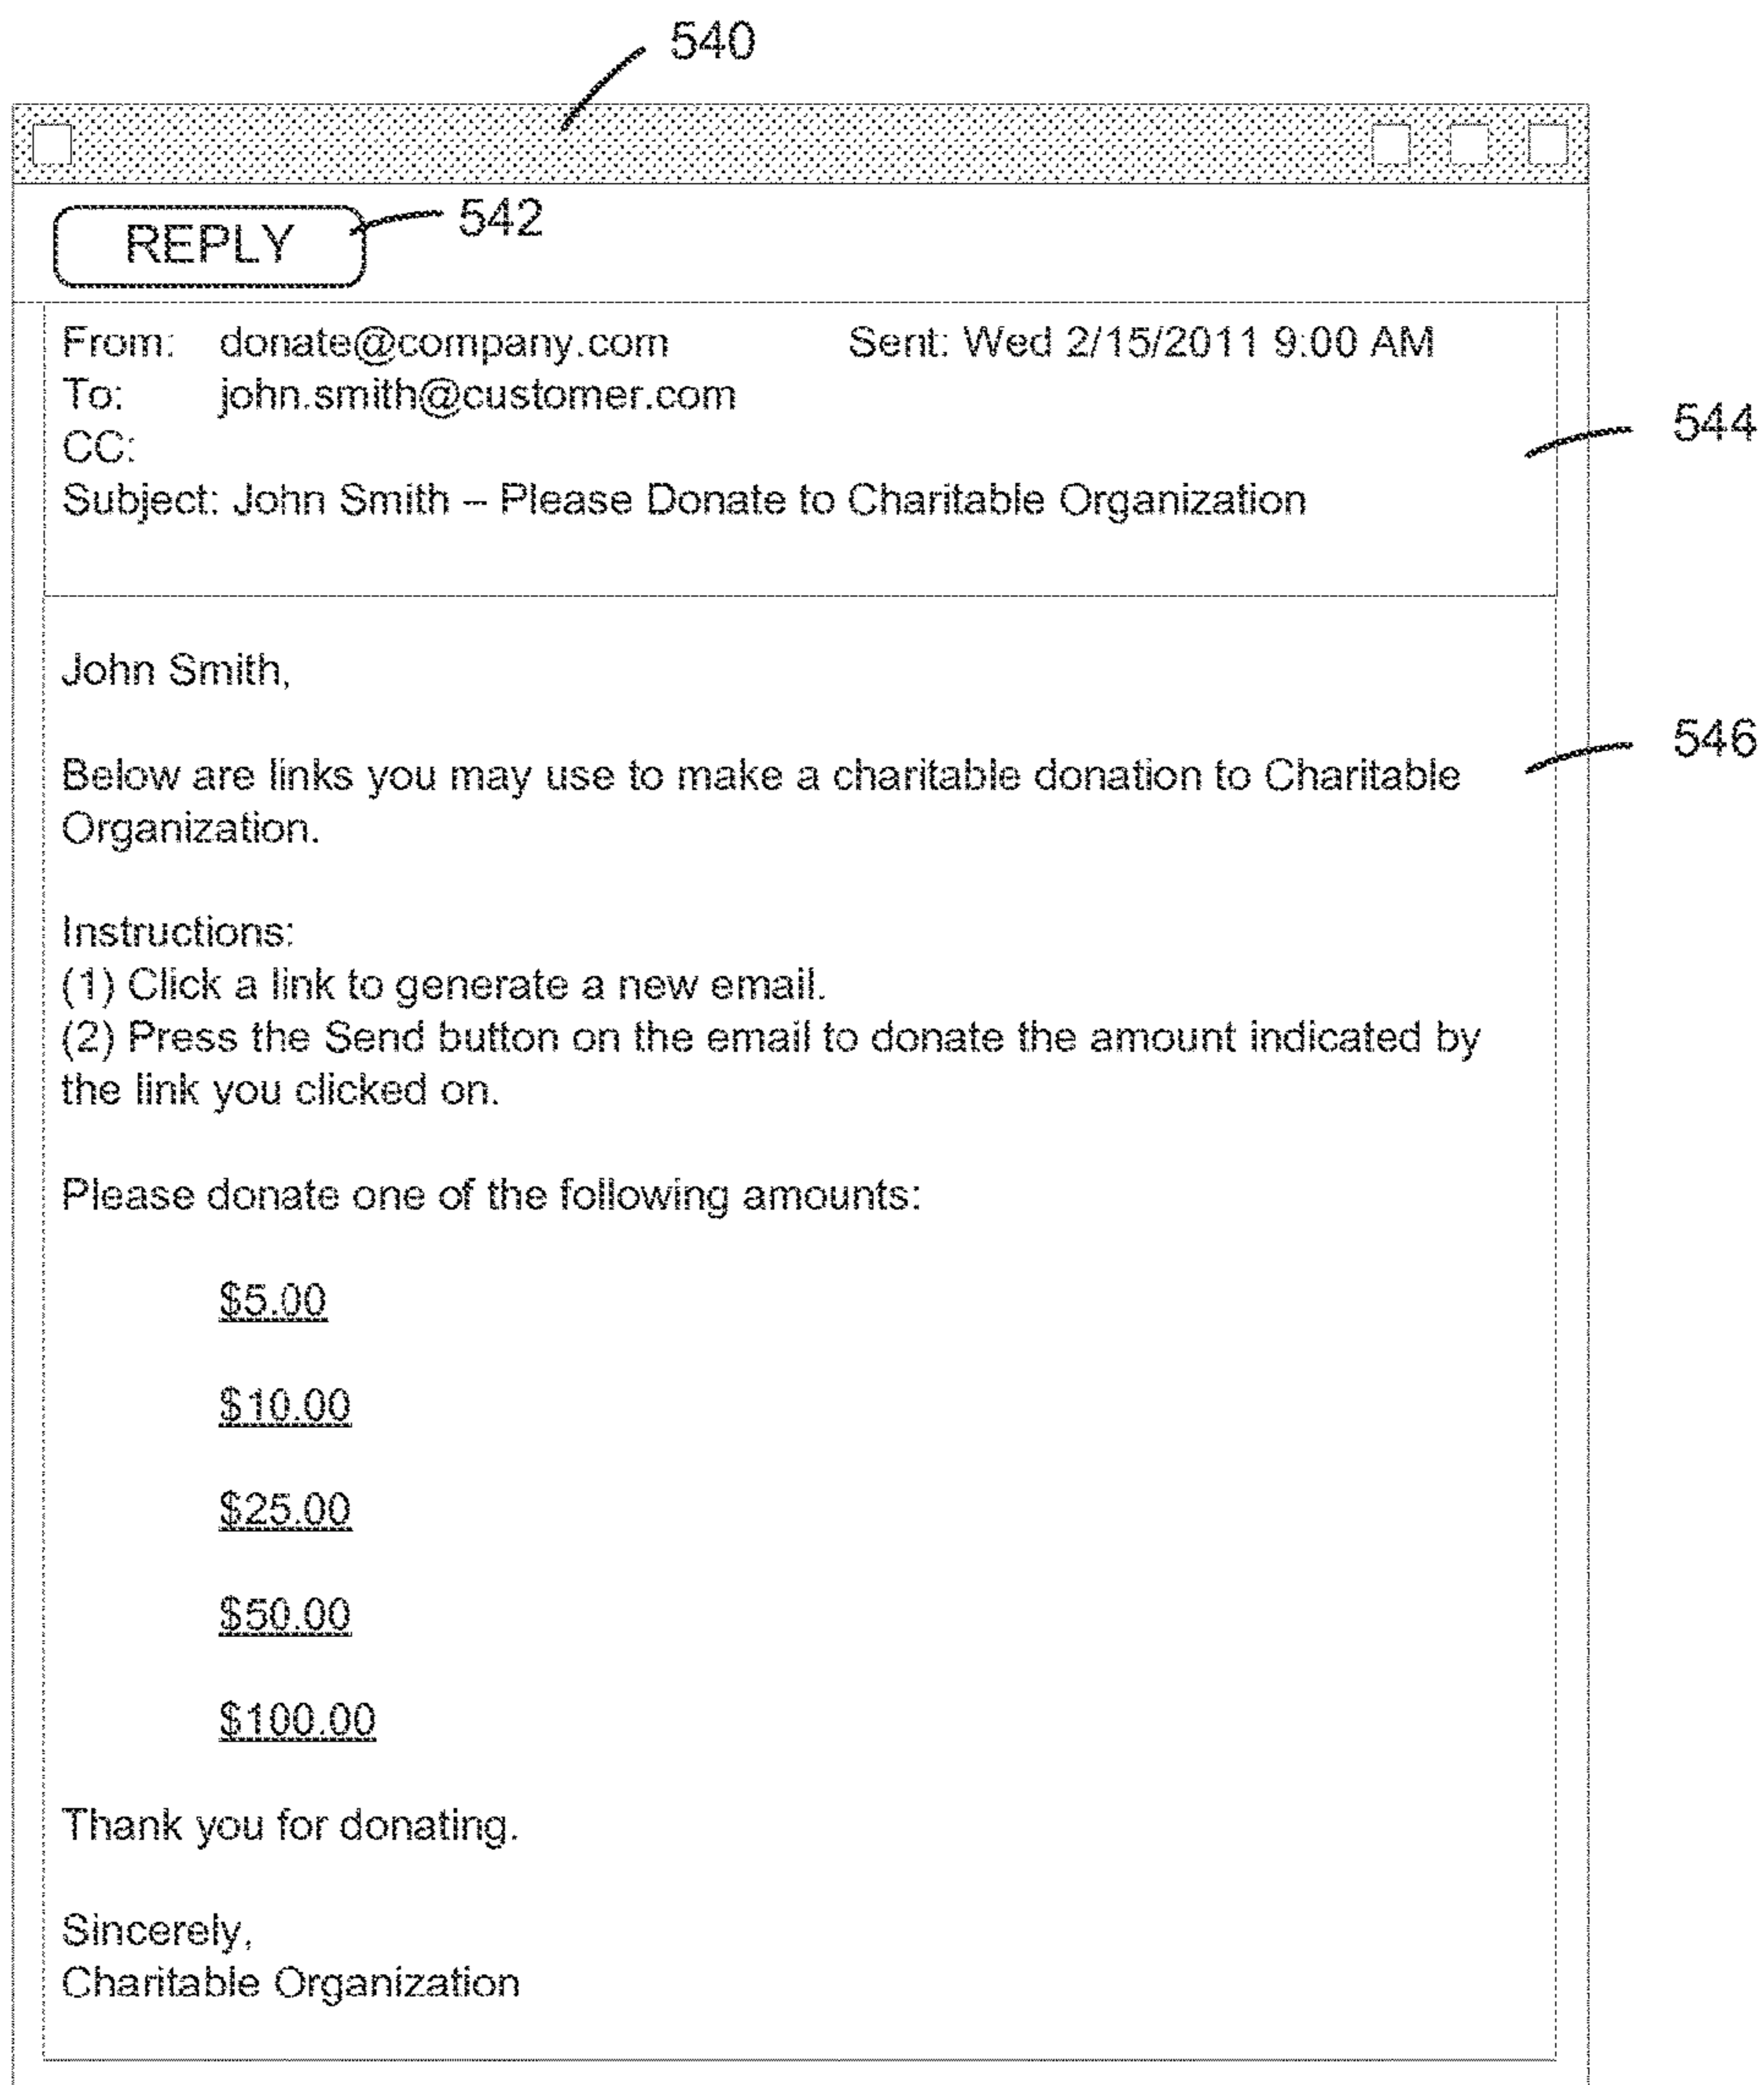 540
REPLY 542
From: donate@company.com Sent: Wed 2/15/2011 9:00 AM
To: john.smith@customer.com
CC:
544
Subject: John Smith – Please Donate to Charitable Organization
John Smith,
546
Below are links you may use to make a charitable donation to Charitable
Organization.
Instructions:
(1) Click a link to generate a new email.
(2) Press the Send button on the email to donate the amount indicated by
the link you clicked on.
Please donate one of the following amounts:
$5.00
$10.00
$25.00
$50.00
$100.00
Thank you for donating.
Sincerely,
Charitable Organization